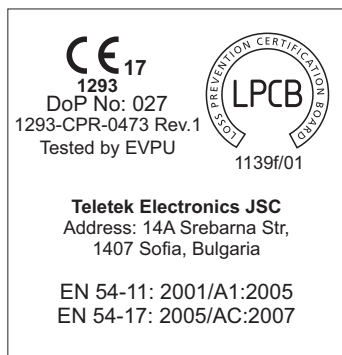 CE 17
1293
DoP No: 027
1293-CPR-0473 Rev.1
Tested by EVPU
LOSS PREVENTION CERTIFICATION BOARD
LPCB
1139f/01
Teletek Electronics JSC
Address: 14A Srebarna Str,
1407 Sofia, Bulgaria
EN 54-11: 2001/A1:2005
EN 54-17: 2005/AC:2007